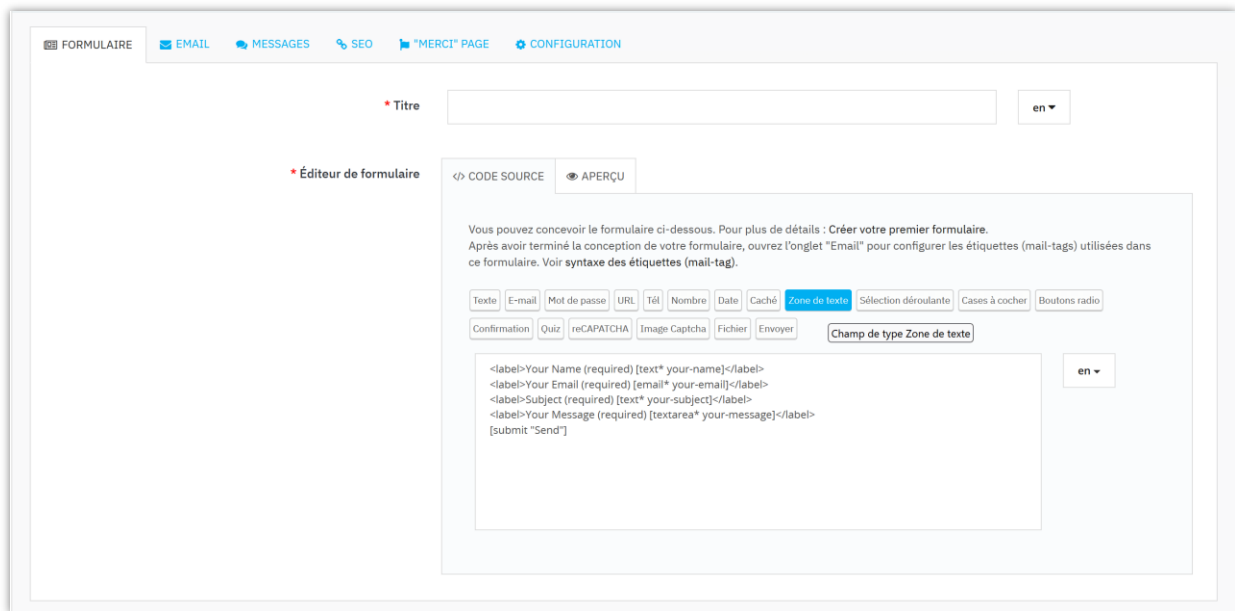 FORMULAIRE EMAIL MESSAGES SEO "MERCI" PAGE CONFIGURATION
* Titre
en
* Éditeur de formulaire
</> CODE SOURCE APERÇU
Vous pouvez concevoir le formulaire ci-dessous. Pour plus de détails : Créer votre premier formulaire.
Après avoir terminé la conception de votre formulaire, ouvrez l'onglet "Email" pour configurer les étiquettes (mail-tags) utilisées dans
ce formulaire. Voir syntaxe des étiquettes (mail-tag).
Texte E-mail Mot de passe URL Tél Nombre Date Caché Zone de texte Sélection déroulante Cases à cocher Boutons radio
Confirmation Quiz reCAPATCHA Image Captcha Fichier Envoyer
Champ de type Zone de texte
<label>Your Name (required) [text* your-name]</label>
<label>Your Email (required) [email* your-email]</label>
<label>Subject (required) [text* your-subject]</label>
<label>Your Message (required) [textarea* your-message]</label>
[submit "Send"]
en